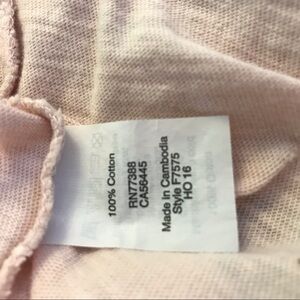 100% Cotton
RN77388
CA56445
Made in Cambodia
Style F7575
HO 16